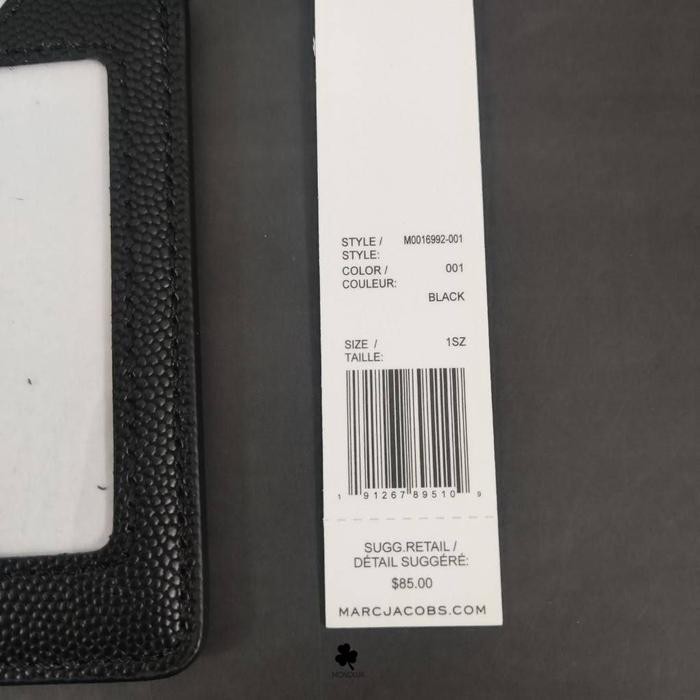 STYLE / M0016992-001
STYLE:
COLOR / 001
COULEUR:
BLACK
SIZE / 1SZ
TAILLE:
1 91267 89510 9
SUGG.RETAIL /
DÉTAIL SUGGÉRÉ:
$85.00
MARCJACOBS.COM